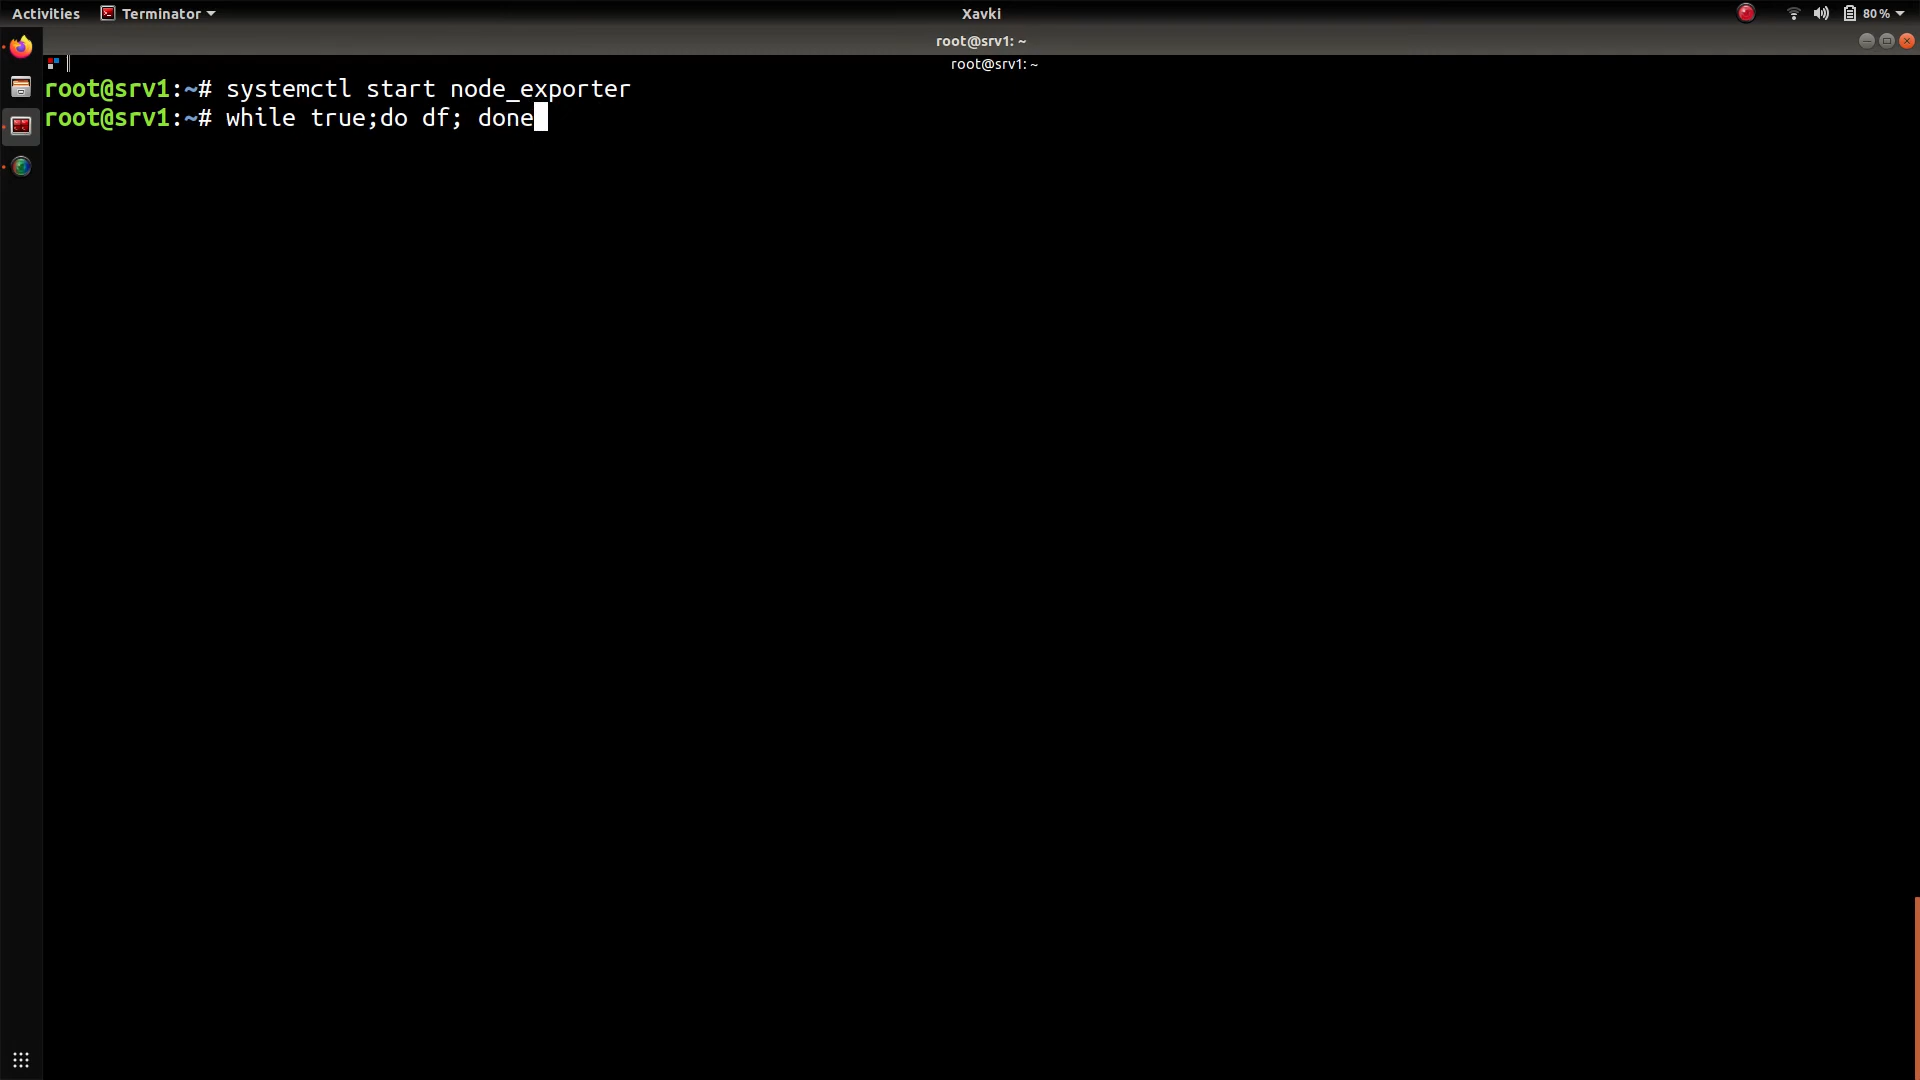 Activities Terminator Xavki 80 %
root@srv1: ~
root@srv1: ~
root@srv1:~# systemctl start node_exporter
root@srv1:~# while true;do df; done